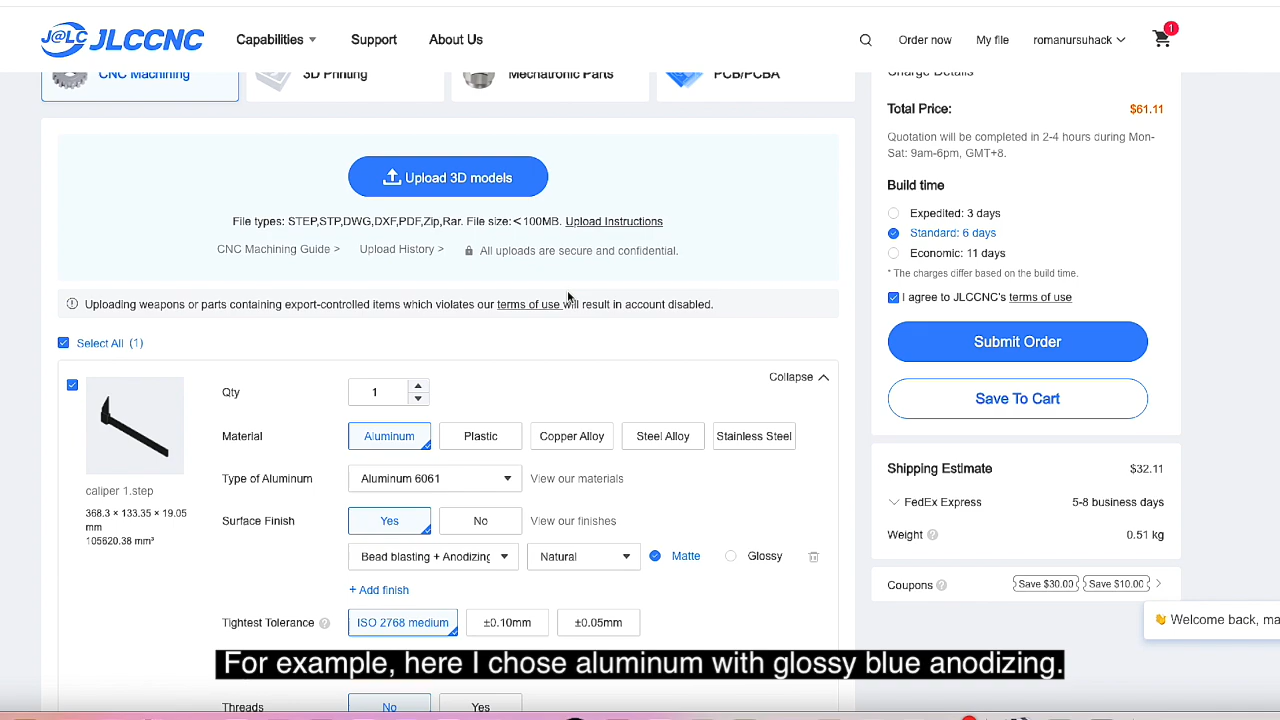 J@LC JLCCNC
Capabilities
Support
About Us
Order now
My file
romanursuhack
1
CNC Machining
3D Printing
Mechatronic Parts
PCB/PCBA
Upload 3D models
File types: STEP,STP,DWG,DXF,PDF,Zip,Rar. File size:<100MB. Upload Instructions
CNC Machining Guide >
Upload History >
All uploads are secure and confidential.
Uploading weapons or parts containing export-controlled items which violates our terms of use will result in account disabled.
Select All (1)
Collapse
caliper 1.step
368.3 × 133.35 × 19.05
mm
105620.38 mm³
Qty
1
Material
Aluminum
Plastic
Copper Alloy
Steel Alloy
Stainless Steel
Type of Aluminum
Aluminum 6061
View our materials
Surface Finish
Yes
No
View our finishes
Bead blasting + Anodizing
Natural
Matte
Glossy
+ Add finish
Tightest Tolerance
ISO 2768 medium
±0.10mm
±0.05mm
Threads
No
Yes
Charge Details
Total Price:
$61.11
Quotation will be completed in 2-4 hours during Mon-
Sat: 9am-6pm, GMT+8.
Build time
Expedited: 3 days
Standard: 6 days
Economic: 11 days
* The charges differ based on the build time.
I agree to JLCCNC's terms of use
Submit Order
Save To Cart
Shipping Estimate
$32.11
FedEx Express
5-8 business days
Weight
0.51 kg
Coupons
Save $30.00
Save $10.00
Welcome back, ma
For example, here I chose aluminum with glossy blue anodizing.